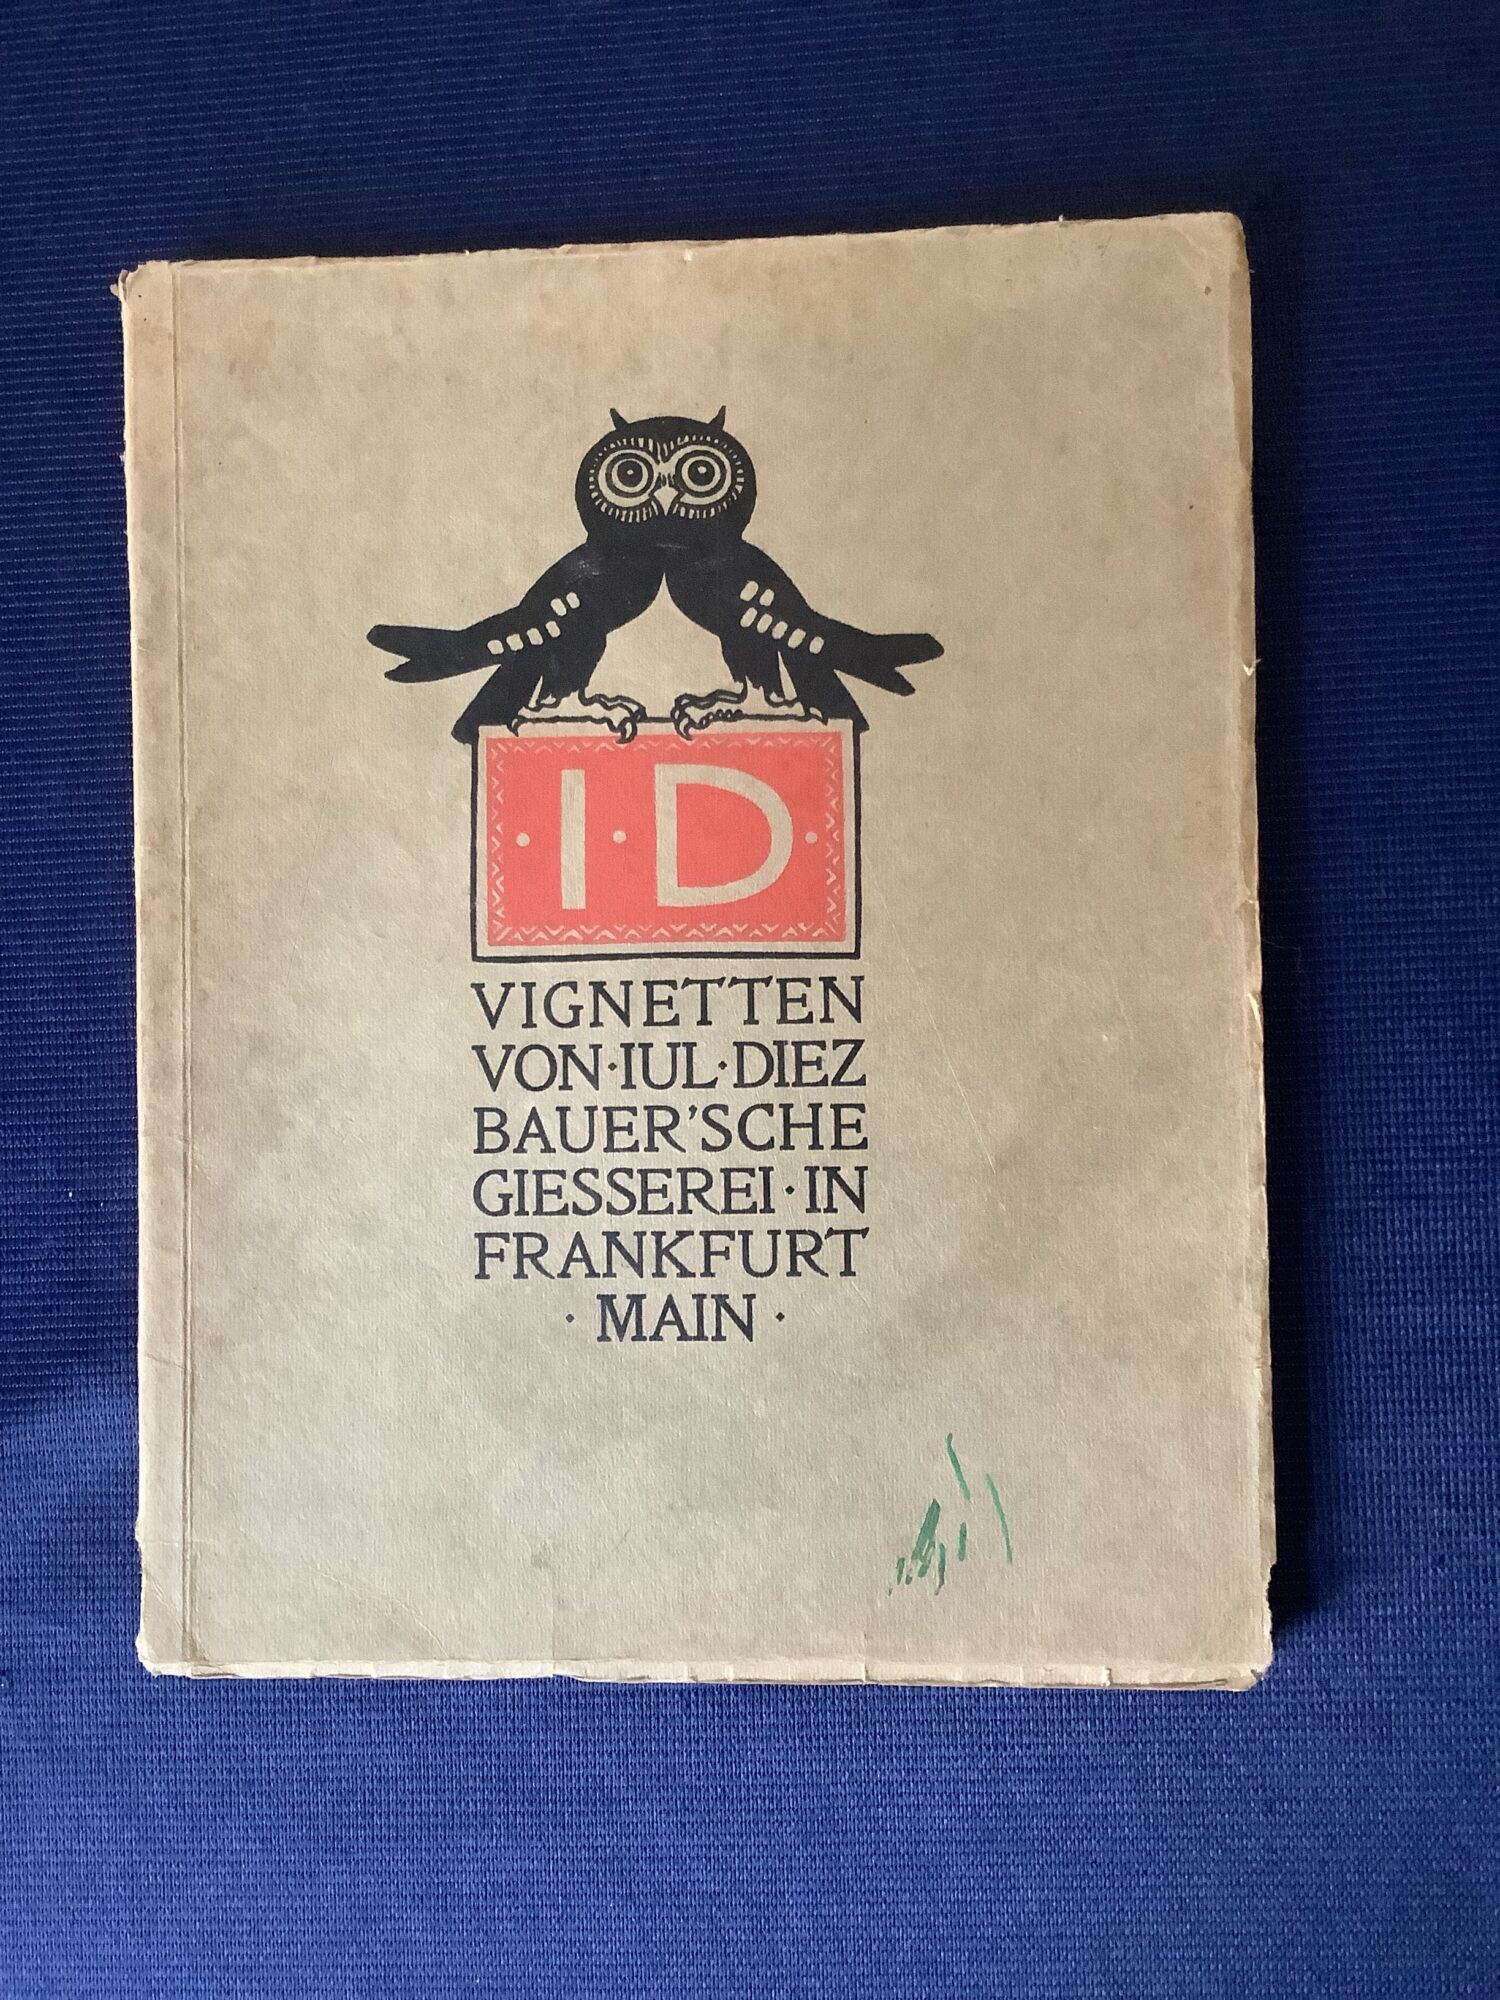 ·I·D·
VIGNETTEN
VON·IUL·DIEZ
BAUER'SCHE
GIESSEREI·IN
FRANKFURT
·MAIN·